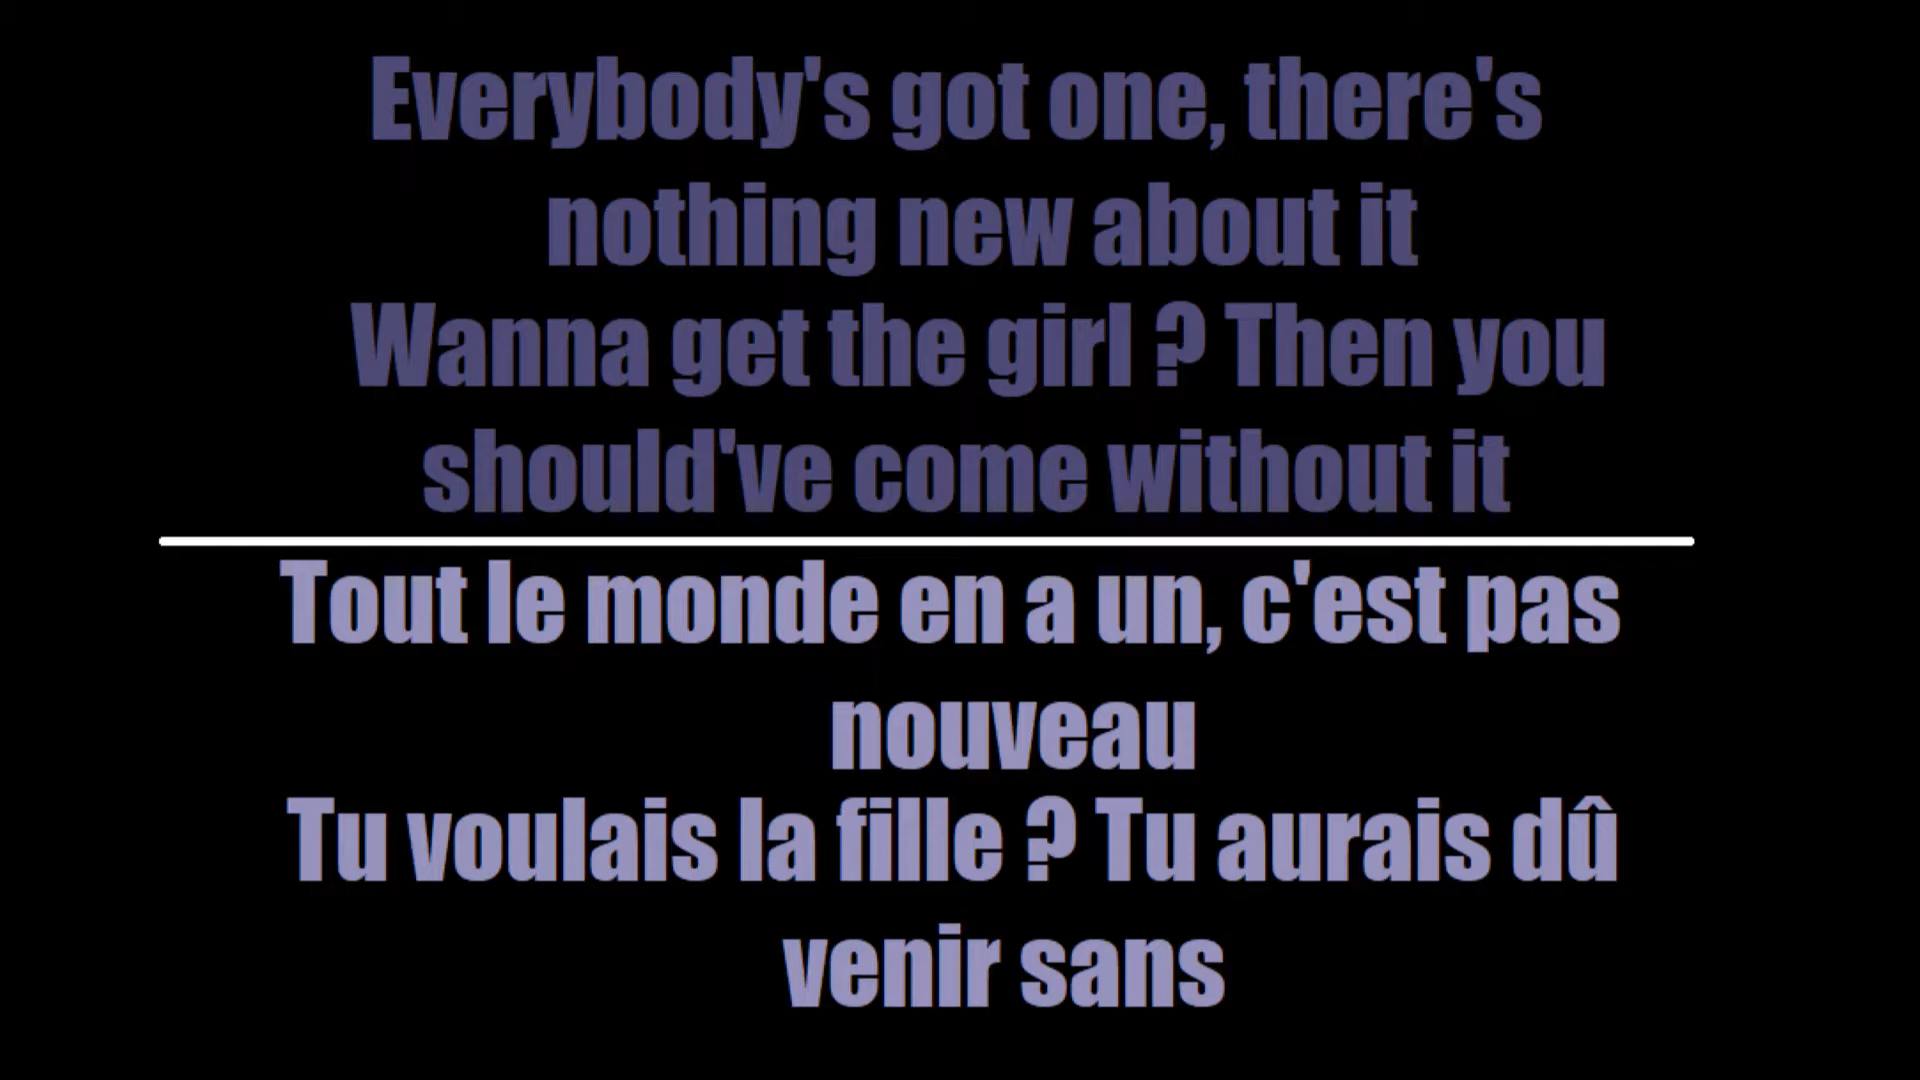 Everybody's got one, there's
nothing new about it
Wanna get the girl ? Then you
should've come without it
Tout le monde en a un, c'est pas
nouveau
Tu voulais la fille ? Tu aurais dû
venir sans